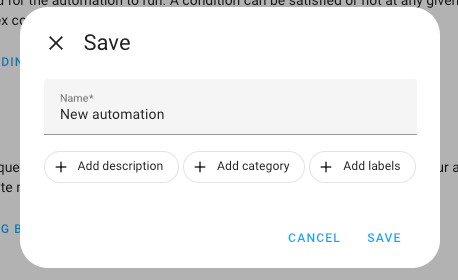 d for the automation to run. A condition can be satisfied or not at any given
ex co
Save
DIN
Name*
New automation
que
Add description
Add category
Add labels
ur a
te r
G B
CANCEL
SAVE